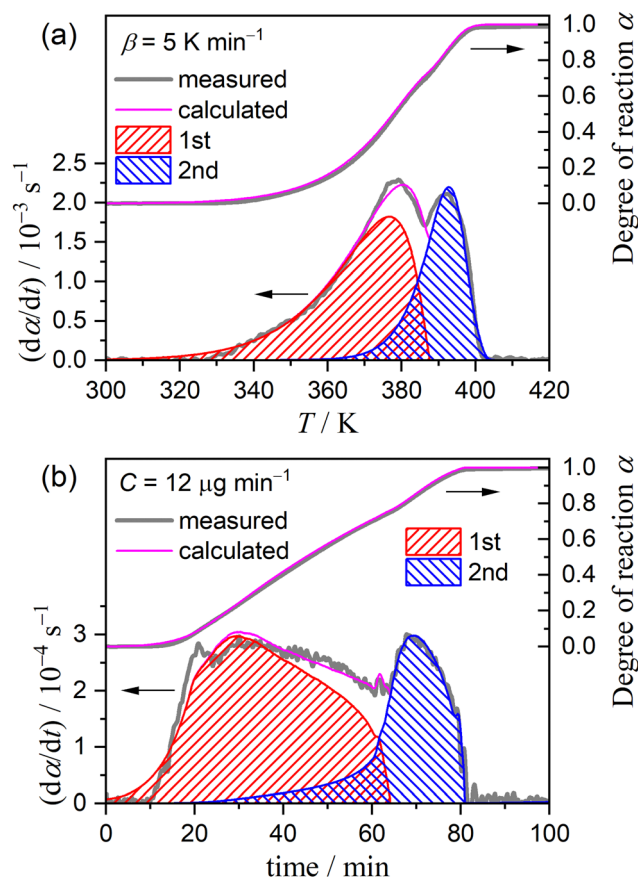 (a)
β = 5 K min⁻¹
measured
calculated
1st
2nd
1.0
0.8
0.6
0.4
0.2
0.0
Degree of reaction α
2.5
2.0
1.5
1.0
0.5
0.0
(dα/dt) / 10⁻³ s⁻¹
300 320 340 360 380 400 420
T / K
(b)
C = 12 μg min⁻¹
measured
calculated
1st
2nd
1.0
0.8
0.6
0.4
0.2
0.0
Degree of reaction α
3
2
1
0
(dα/dt) / 10⁻⁴ s⁻¹
0 20 40 60 80 100
time / min